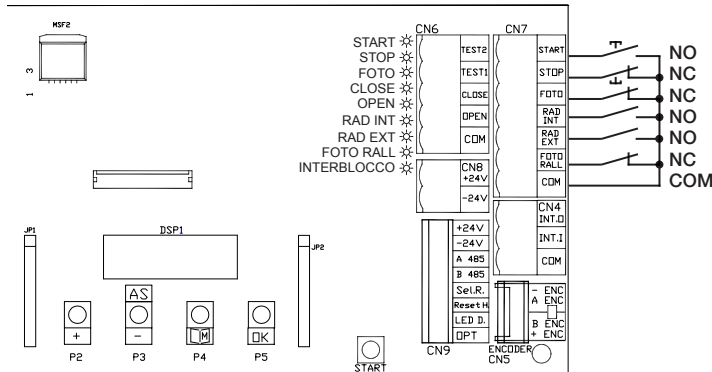 MSF2
3
1
START
STOP
FOTO
CLOSE
OPEN
RAD INT
RAD EXT
FOTO RALL
INTERBLOCCO
CN6
TEST2
TEST1
CLOSE
OPEN
COM
CN8
+24V
-24V
CN7
START
STOP
FOTO
RAD
INT
RAD
EXT
FOTO
RALL
COM
NO
NC
NC
NO
NO
NC
COM
CN4
INT.O
INT.I
COM
+24V
-24V
A 485
B 485
Sel.R.
Reset H.
LED D.
OPT
CN9
- ENC
A ENC
B ENC
+ ENC
ENCODER
CN5
JP1
DSP1
JP2
+
P2
AS
-
P3
M
P4
OK
P5
START